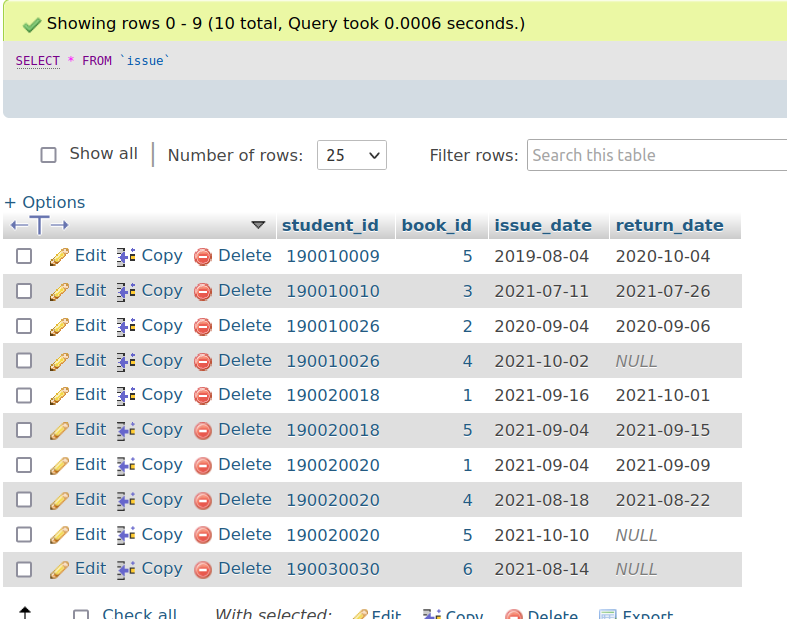 Showing rows 0 - 9 (10 total, Query took 0.0006 seconds.)
SELECT * FROM `issue`
Show all | Number of rows: 25 Filter rows: Search this table
+ Options
←T→ student_id book_id issue_date return_date
Edit Copy Delete 190010009 5 2019-08-04 2020-10-04
Edit Copy Delete 190010010 3 2021-07-11 2021-07-26
Edit Copy Delete 190010026 2 2020-09-04 2020-09-06
Edit Copy Delete 190010026 4 2021-10-02 NULL
Edit Copy Delete 190020018 1 2021-09-16 2021-10-01
Edit Copy Delete 190020018 5 2021-09-04 2021-09-15
Edit Copy Delete 190020020 1 2021-09-04 2021-09-09
Edit Copy Delete 190020020 4 2021-08-18 2021-08-22
Edit Copy Delete 190020020 5 2021-10-10 NULL
Edit Copy Delete 190030030 6 2021-08-14 NULL
Check all With selected: Edit Copy Delete Export